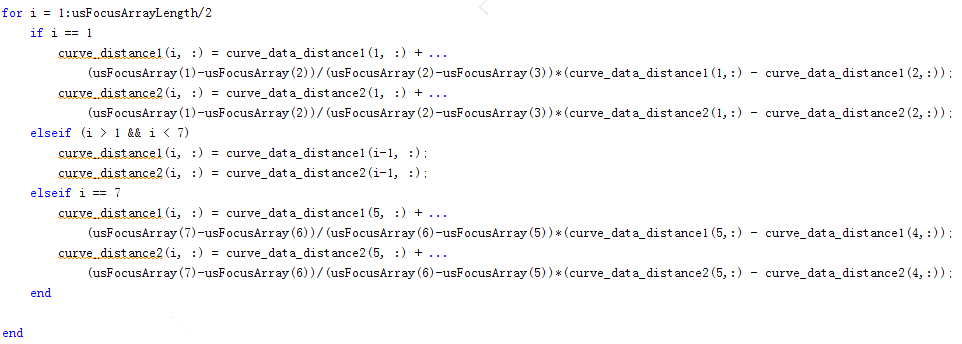 for i = 1:usFocusArrayLength/2
    if i == 1
        curve_distance1(i, :) = curve_data_distance1(1, :) + ...
            (usFocusArray(1)-usFocusArray(2))/(usFocusArray(2)-usFocusArray(3))*(curve_data_distance1(1,:) - curve_data_distance1(2,:));
        curve_distance2(i, :) = curve_data_distance2(1, :) + ...
            (usFocusArray(1)-usFocusArray(2))/(usFocusArray(2)-usFocusArray(3))*(curve_data_distance2(1,:) - curve_data_distance2(2,:));
    elseif (i > 1 && i < 7)
        curve_distance1(i, :) = curve_data_distance1(i-1, :);
        curve_distance2(i, :) = curve_data_distance2(i-1, :);
    elseif i == 7
        curve_distance1(i, :) = curve_data_distance1(5, :) + ...
            (usFocusArray(7)-usFocusArray(6))/(usFocusArray(6)-usFocusArray(5))*(curve_data_distance1(5,:) - curve_data_distance1(4,:));
        curve_distance2(i, :) = curve_data_distance2(5, :) + ...
            (usFocusArray(7)-usFocusArray(6))/(usFocusArray(6)-usFocusArray(5))*(curve_data_distance2(5,:) - curve_data_distance2(4,:));
    end
end